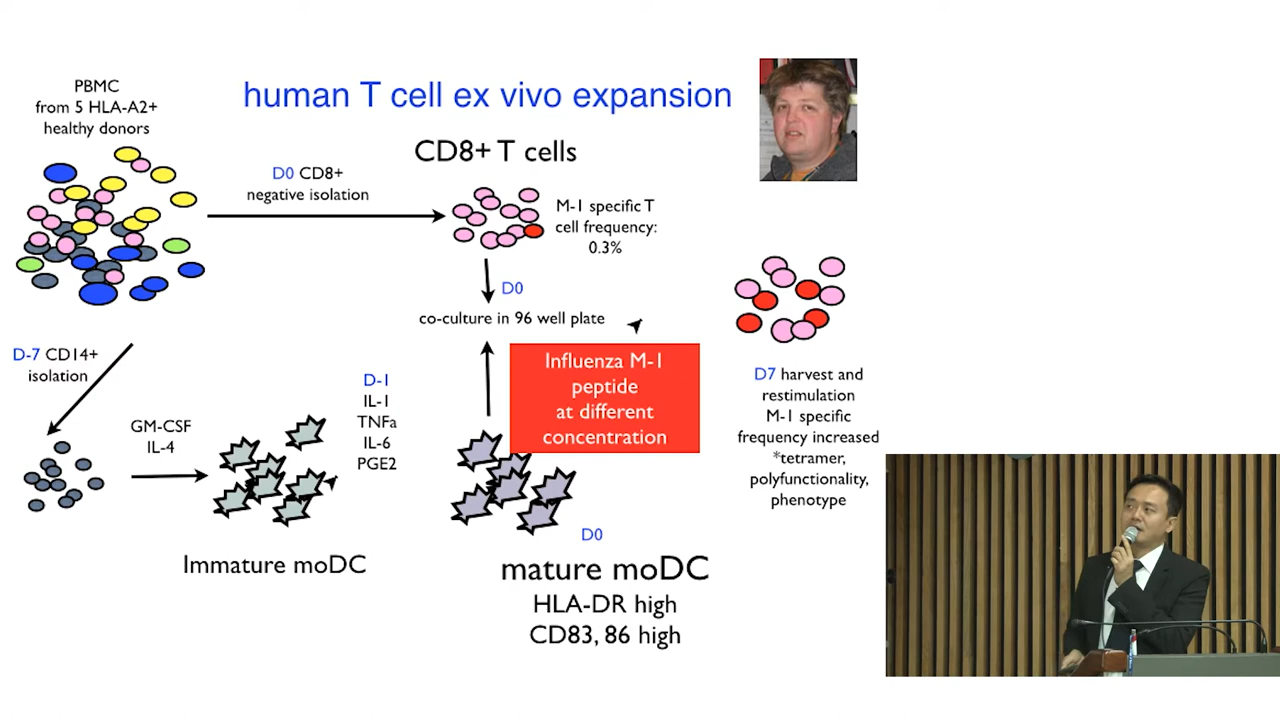 PBMC
from 5 HLA-A2+
healthy donors
human T cell ex vivo expansion
CD8+ T cells
D0 CD8+
negative isolation
M-1 specific T
cell frequency:
0.3%
D0
co-culture in 96 well plate
D-7 CD14+
isolation
GM-CSF
IL-4
D-1
IL-1
TNFa
IL-6
PGE2
Influenza M-1
peptide
at different
concentration
D7 harvest and
restimulation
M-1 specific
frequency increased
*tetramer,
polyfunctionality,
phenotype
Immature moDC
D0
mature moDC
HLA-DR high
CD83, 86 high